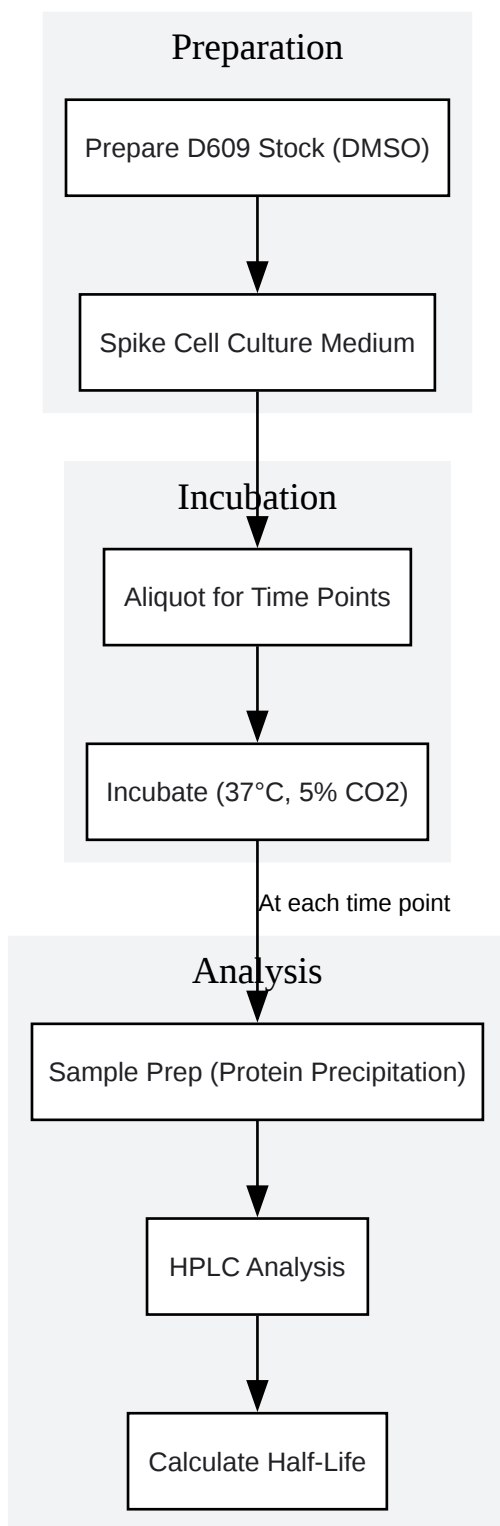 Preparation
Prepare D609 Stock (DMSO)
Spike Cell Culture Medium
Incubation
Aliquot for Time Points
Incubate (37°C, 5% CO2)
At each time point
Analysis
Sample Prep (Protein Precipitation)
HPLC Analysis
Calculate Half-Life